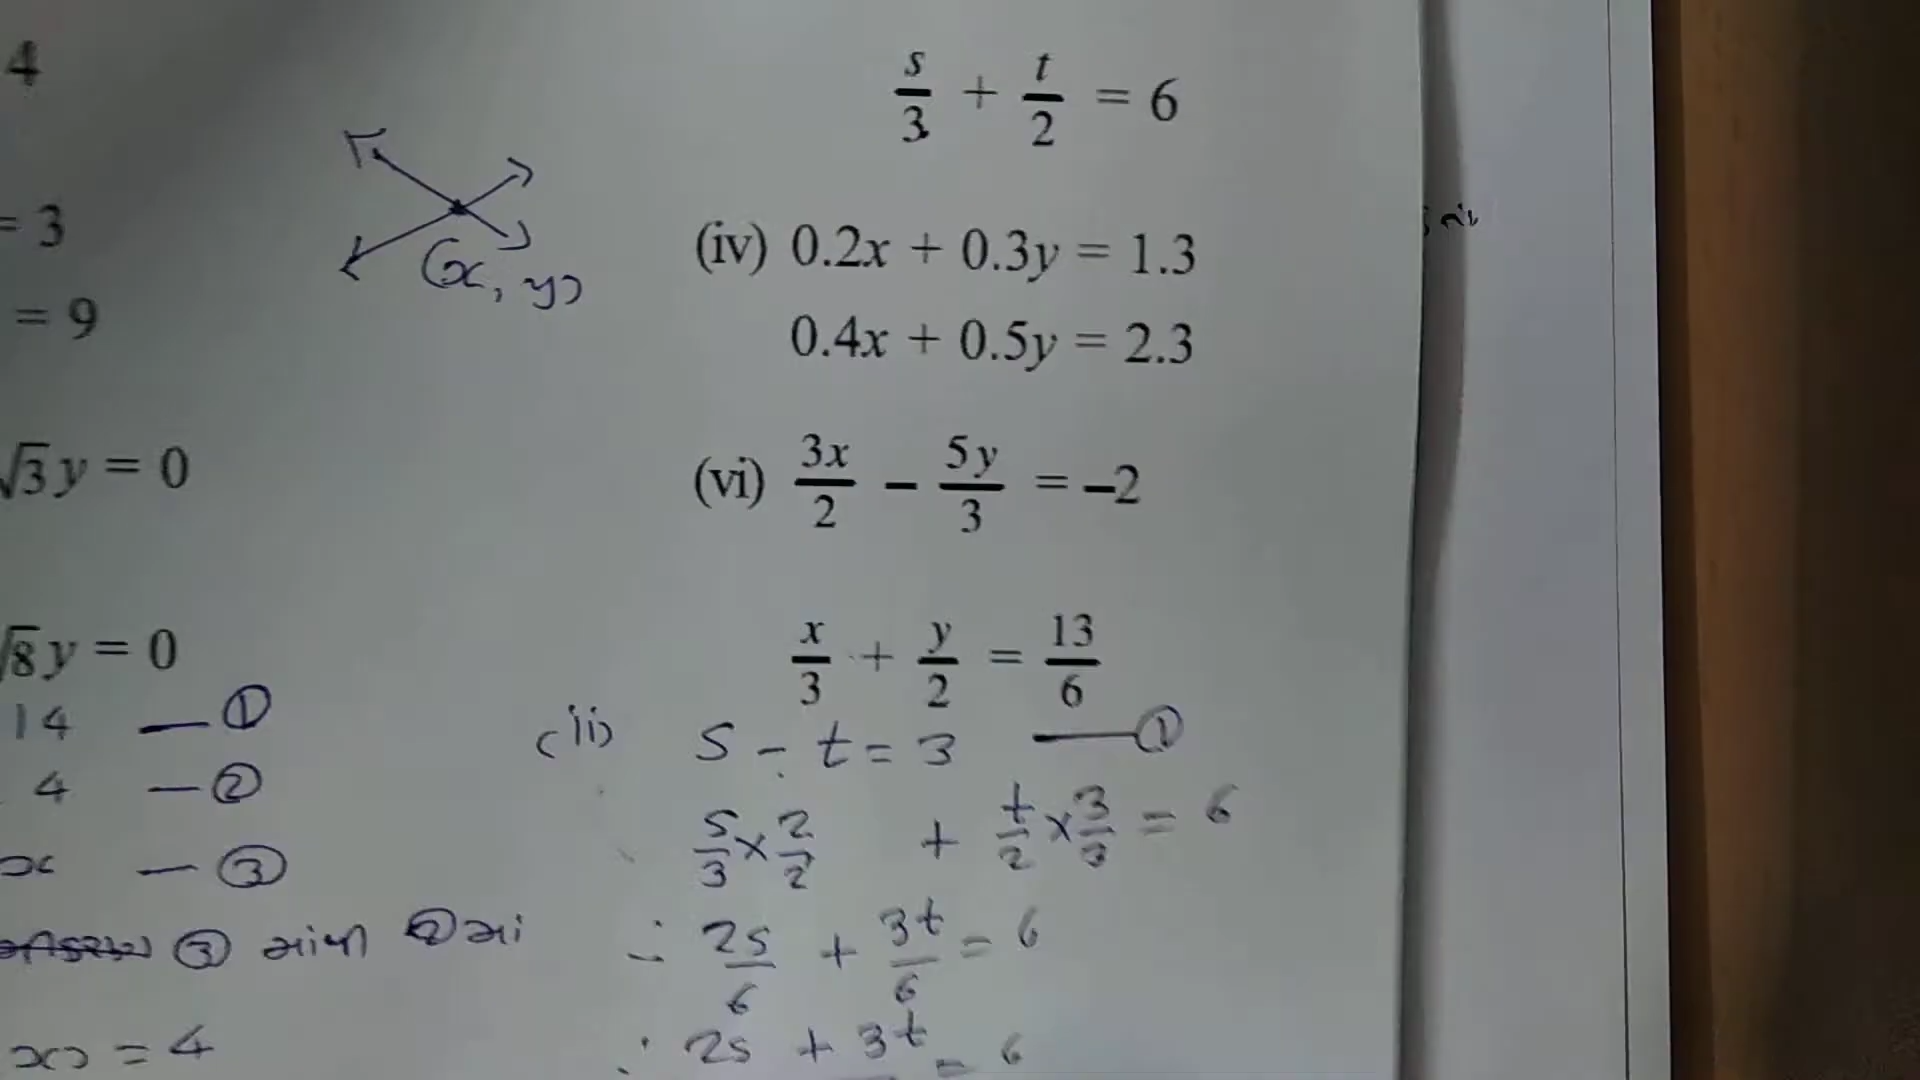 4
= 3
= 9
√3 y = 0
√8 y = 0
s/3 + t/2 = 6
(iv) 0.2x + 0.3y = 1.3
0.4x + 0.5y = 2.3
(vi) 3x/2 – 5y/3 = –2
x/3 + y/2 = 13/6
(x, y)
14 — ①
4 — ②
x — ③
③ માંથી ② માં
x) = 4
(ii) s - t = 3 — ①
s/3 × 2/2 + t/2 × 3/3 = 6
∴ 2s/6 + 3t/6 = 6
∴ 2s + 3t = 6